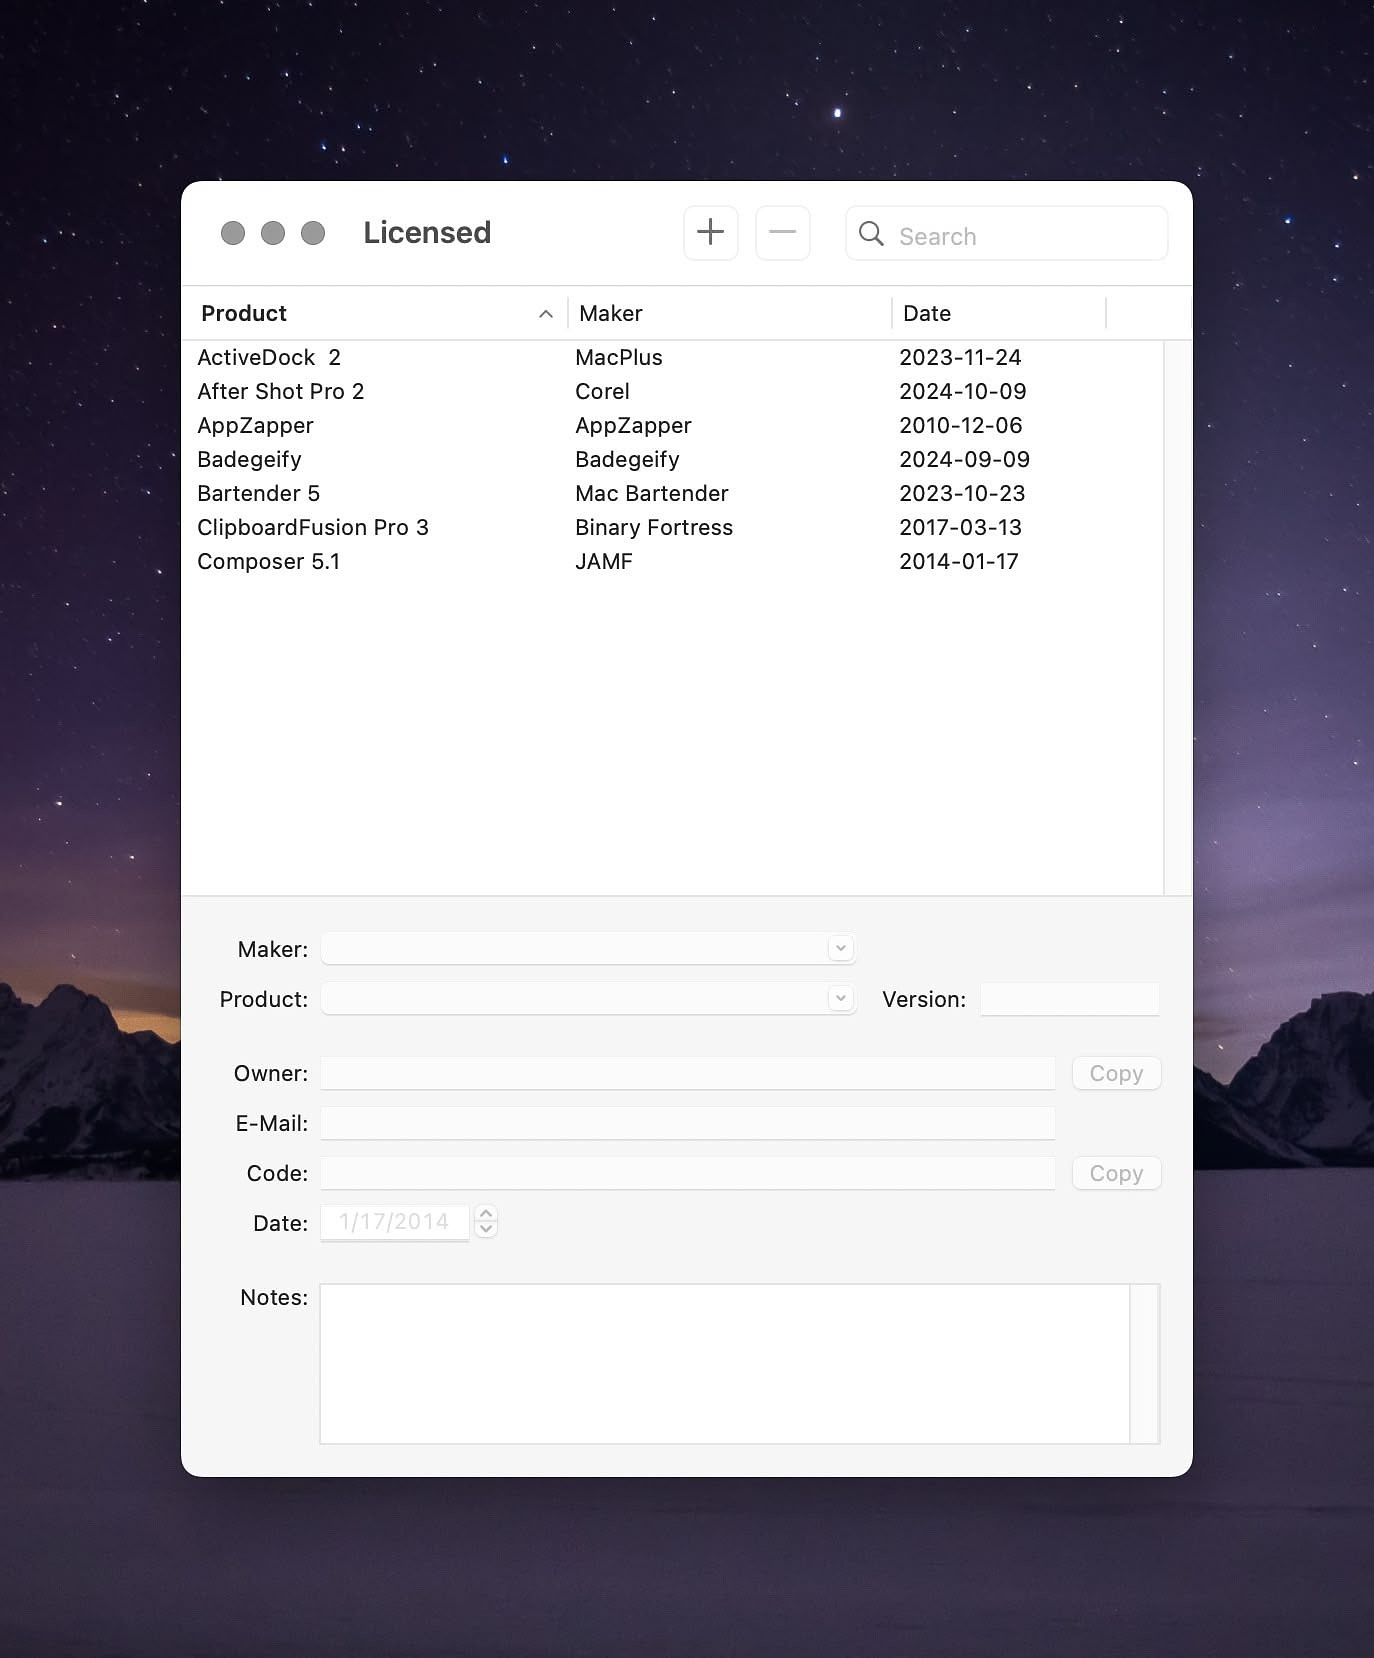 Licensed
Search
Product Maker Date
ActiveDock  2 MacPlus 2023-11-24
After Shot Pro 2 Corel 2024-10-09
AppZapper AppZapper 2010-12-06
Badegeify Badegeify 2024-09-09
Bartender 5 Mac Bartender 2023-10-23
ClipboardFusion Pro 3 Binary Fortress 2017-03-13
Composer 5.1 JAMF 2014-01-17
Maker:
Product: Version:
Owner: Copy
E-Mail:
Code: Copy
Date: 1/17/2014
Notes: